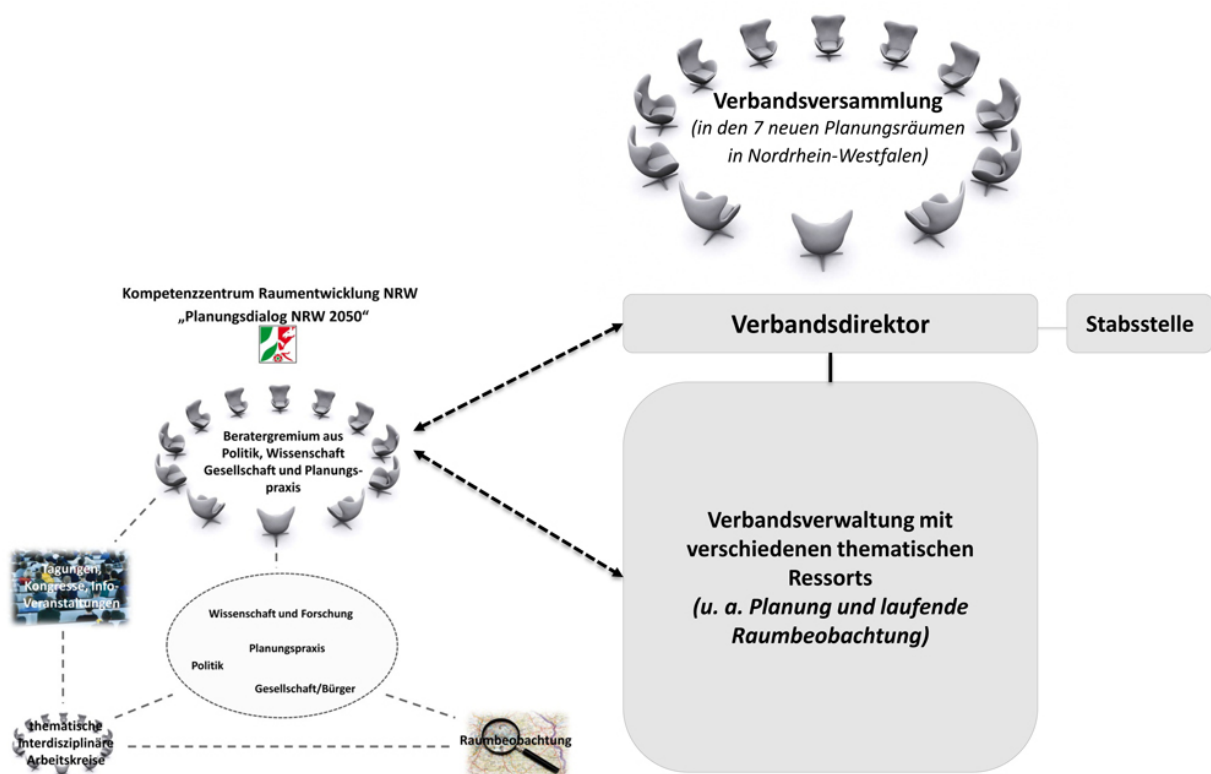 Verbandsversammlung
(in den 7 neuen Planungsräumen
in Nordrhein-Westfalen)
Kompetenzzentrum Raumentwicklung NRW
„Planungsdialog NRW 2050“
Verbandsdirektor
Stabsstelle
Beratergremium aus
Politik, Wissenschaft
Gesellschaft und Planungs-
praxis
Verbandsverwaltung mit
verschiedenen thematischen
Ressorts
(u. a. Planung und laufende
Raumbeobachtung)
Tagungen,
Kongresse, Info-
Veranstaltungen
Wissenschaft und Forschung
Planungspraxis
Politik
Gesellschaft/Bürger
thematische
Interdisziplinäre
Arbeitskreise
Raumbeobachtung